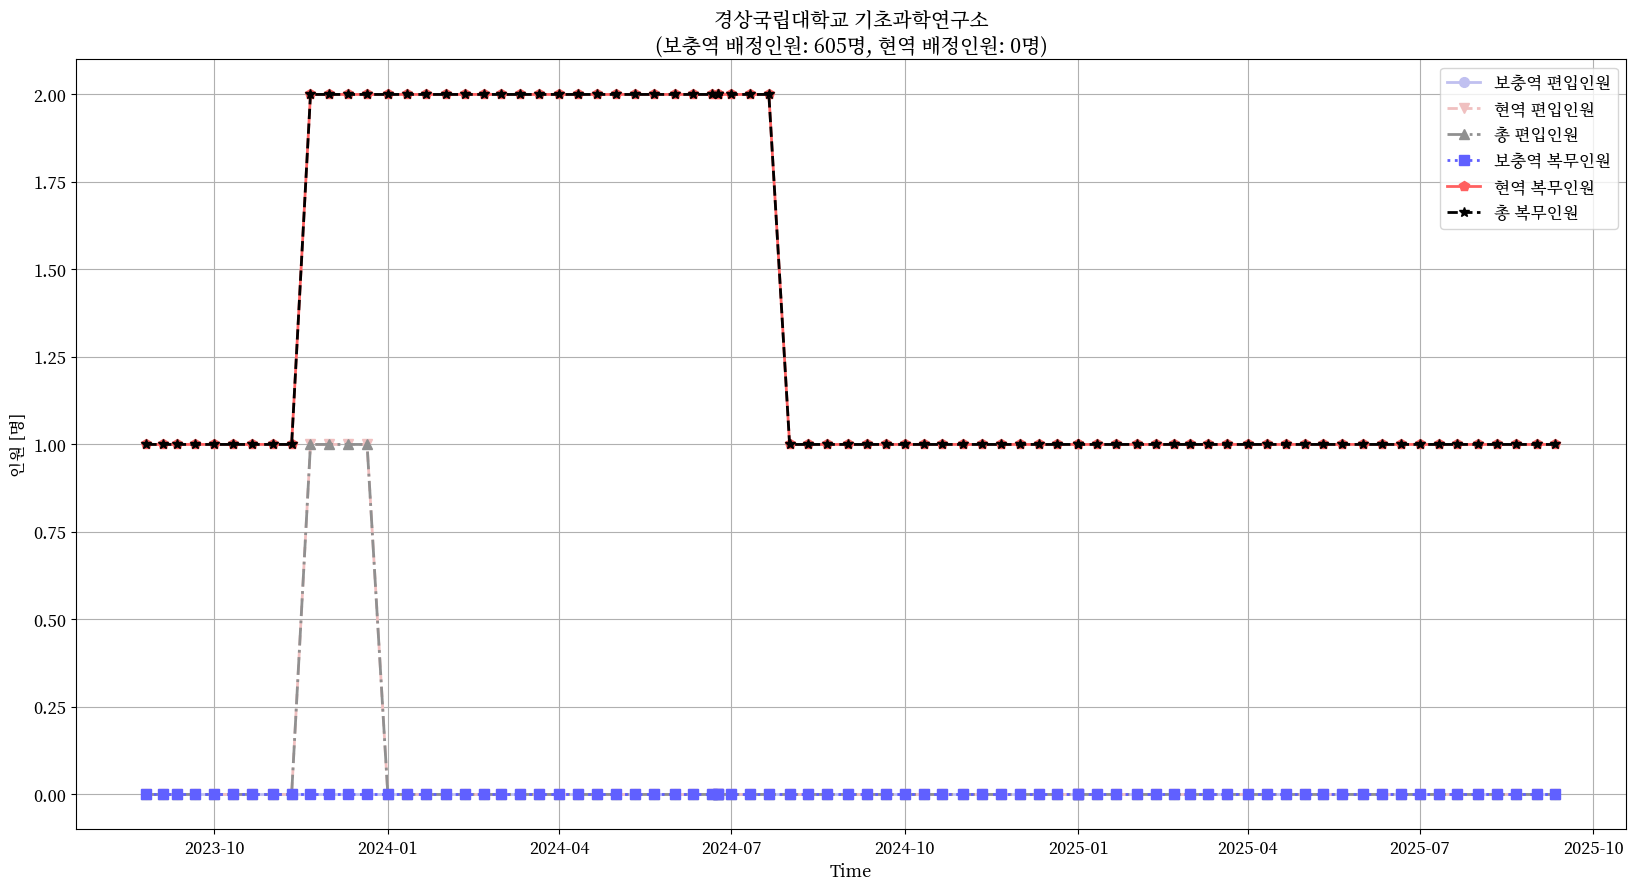 경상국립대학교 기초과학연구소
(보충역 배정인원: 605명, 현역 배정인원: 0명)
보충역 편입인원
현역 편입인원
총 편입인원
보충역 복무인원
현역 복무인원
총 복무인원
인원 [명]
2.00
1.75
1.50
1.25
1.00
0.75
0.50
0.25
0.00
2023-10
2024-01
2024-04
2024-07
2024-10
2025-01
2025-04
2025-07
2025-10
Time